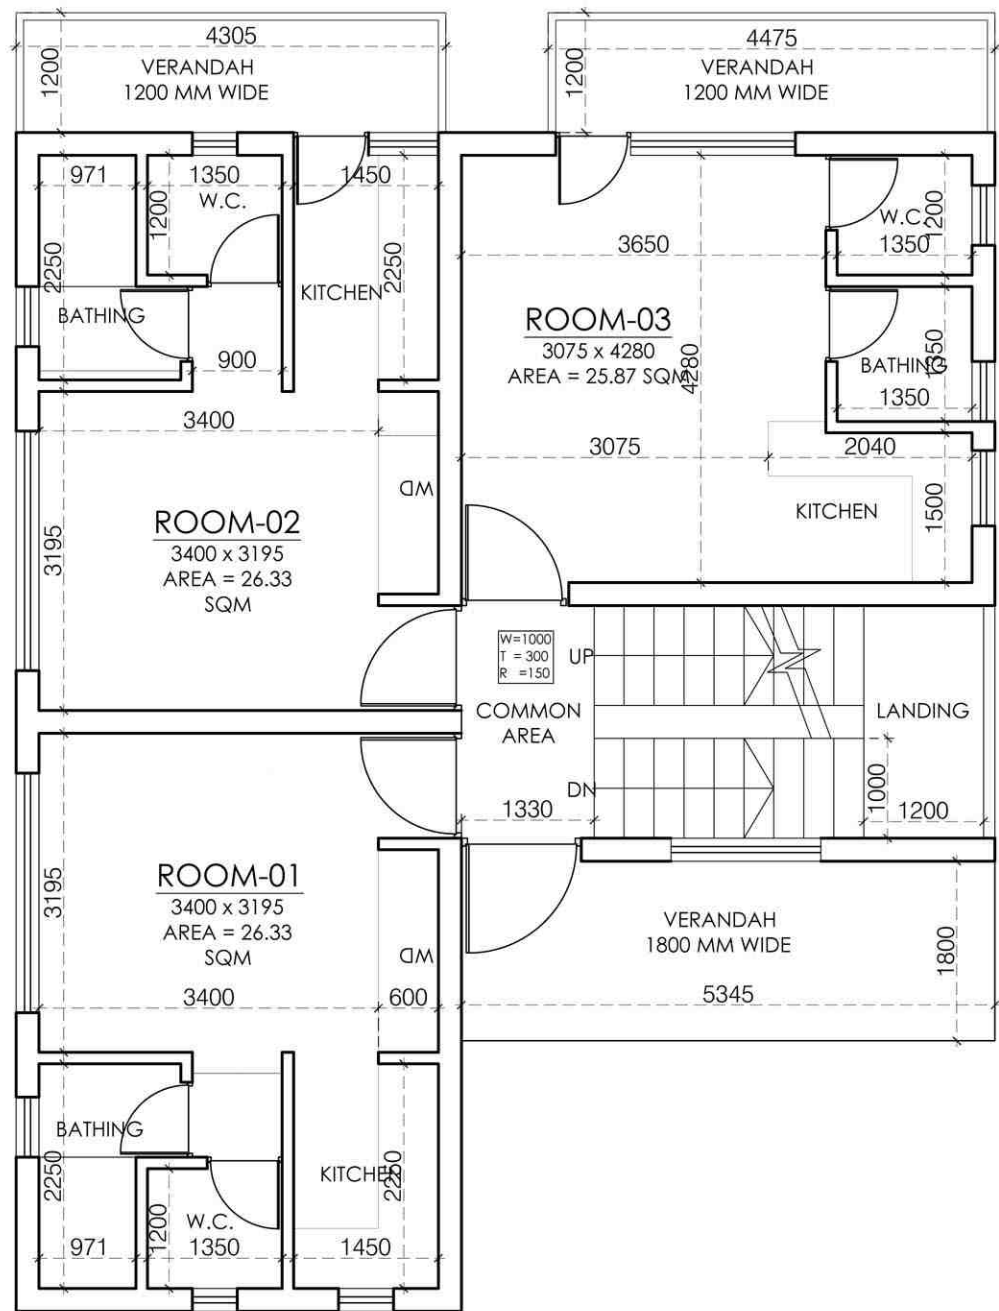 4305
4475
VERANDAH
1200 MM WIDE
1200
VERANDAH
1200 MM WIDE
1200
971
1350
1450
W.C.
1200
2250
2250
KITCHEN
BATHING
900
3650
W.C.
1200
1350
ROOM-03
3075 x 4280
AREA = 25.87 SQM
4280
BATHING
1350
1350
3400
3075
2040
WD
KITCHEN
1500
ROOM-02
3400 x 3195
AREA = 26.33
SQM
3195
W=1000
T = 300
R =150
UP
COMMON
AREA
LANDING
DN
1330
1000
1200
ROOM-01
3400 x 3195
AREA = 26.33
SQM
3195
WD
3400
600
VERANDAH
1800 MM WIDE
1800
5345
BATHING
2250
KITCHEN
2250
W.C.
1200
971
1350
1450